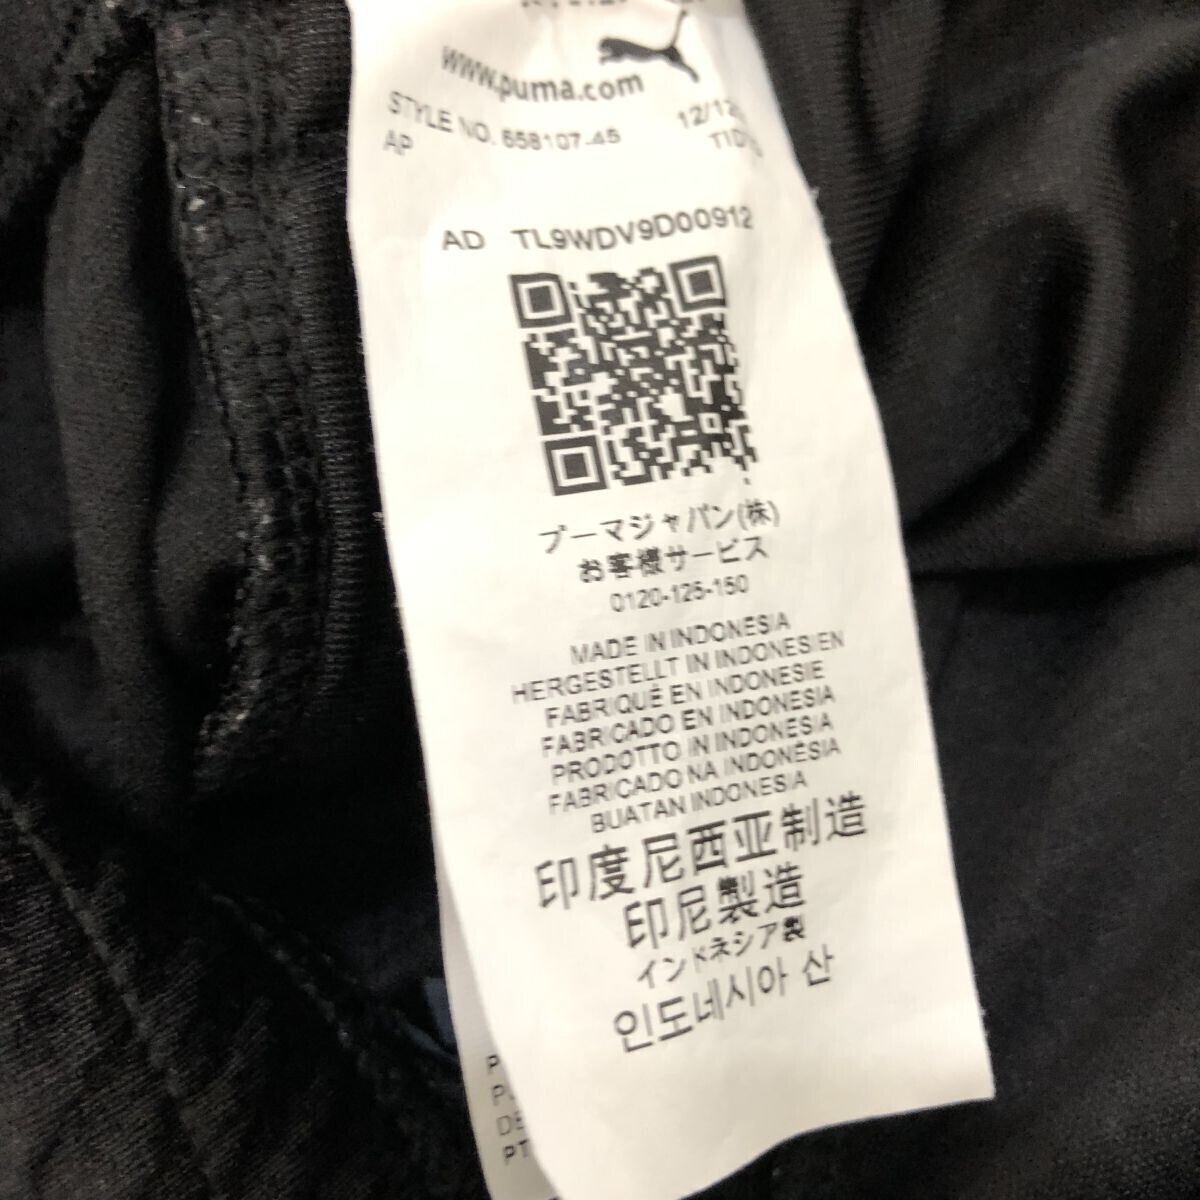 www.puma.com
STYLE NO. 658107-45
AP
AD TL9WDV9D00912
プーマジャパン(株)
お客様サービス
0120-125-150
MADE IN INDONESIA
HERGESTELLT IN INDONESIEN
FABRIQUÉ EN INDONESIE
FABRICADO EN INDONESIA
PRODOTTO IN INDONESIA
FABRICADO NA INDONÉSIA
BUATAN INDONESIA
印度尼西亚制造
印尼製造
インドネシア製
인도네시아 산